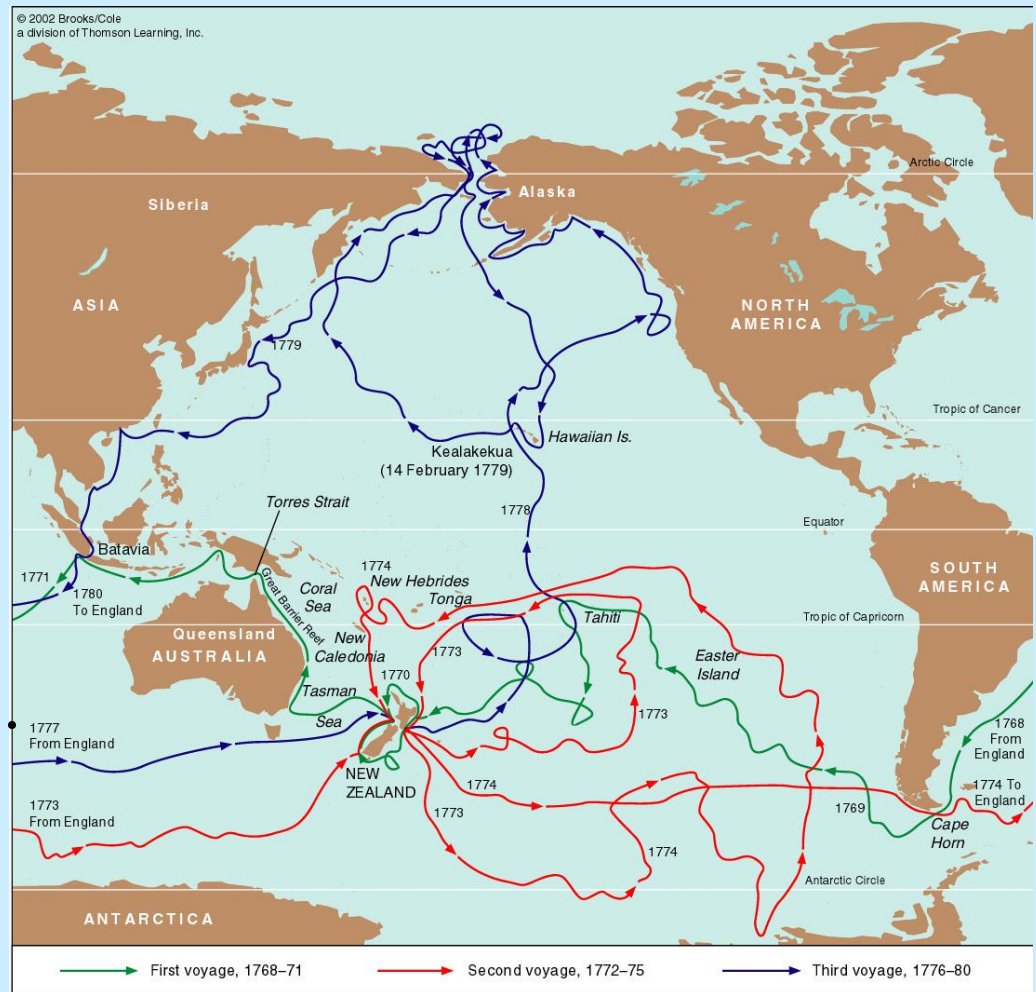 © 2002 Brooks/Cole
a division of Thomson Learning, Inc.
Arctic Circle
Siberia
Alaska
ASIA
NORTH
AMERICA
1779
Tropic of Cancer
Hawaiian Is.
Kealakekua
(14 February 1779)
Torres Strait
1778
Equator
Batavia
1774
1771
1780
To England
Great Barrier Reef
Coral
Sea
New Hebrides
Tonga
SOUTH
AMERICA
Tahiti
Tropic of Capricorn
Queensland
AUSTRALIA
New
Caledonia
1773
Easter
Island
1770
Tasman
Sea
1773
1777
From England
1768
From
England
NEW
ZEALAND
1774
1774 To
England
1773
From England
1773
1769
Cape
Horn
1774
Antarctic Circle
ANTARCTICA
First voyage, 1768–71
Second voyage, 1772–75
Third voyage, 1776–80